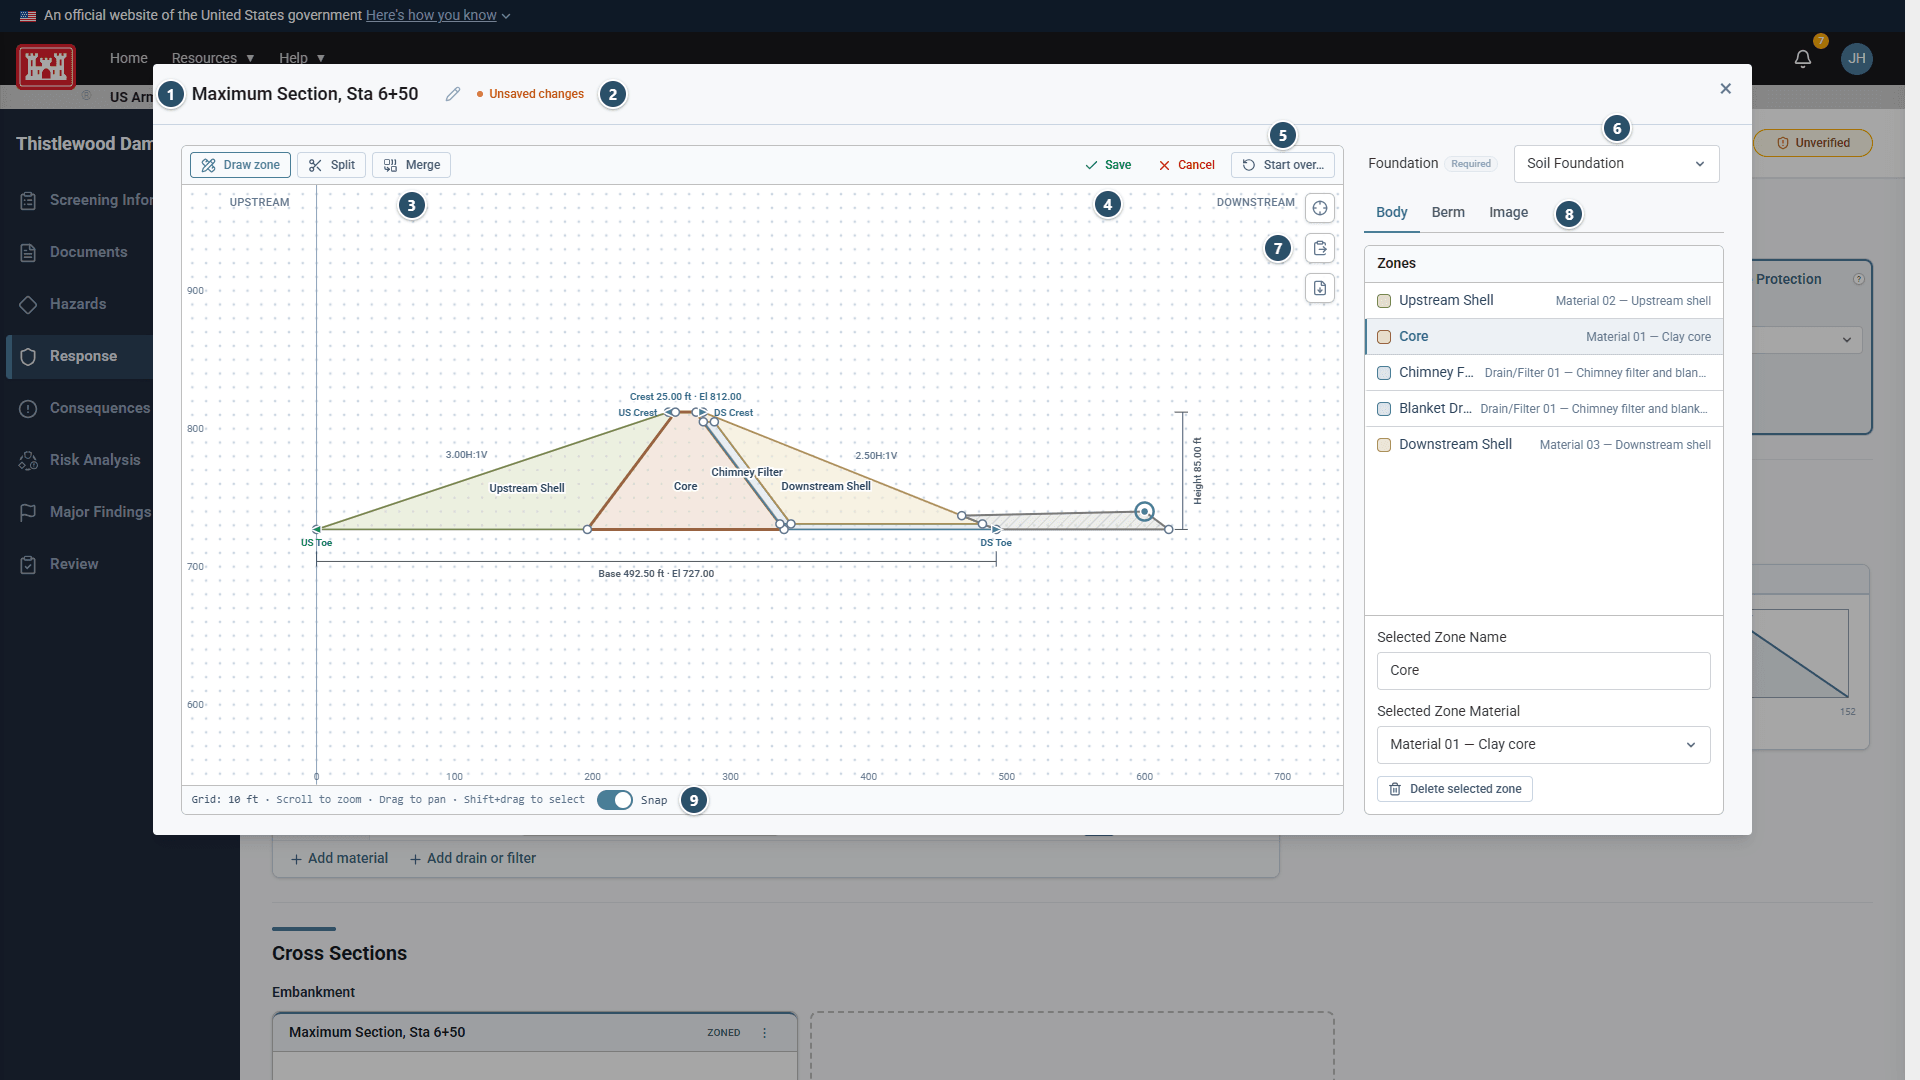 An official website of the United States government Here's how you know
Home Resources Help
7
JH
US Arm
Thistlewood Dam
Screening Infor
Documents
Hazards
Response
Consequences
Risk Analysis
Major Findings
Review
Unverified
Protection
?
152
1 Maximum Section, Sta 6+50 Unsaved changes 2
5
6
Draw zone Split Merge
Save Cancel Start over...
3
4
7
8
UPSTREAM
DOWNSTREAM
900
800
700
600
Crest 25.00 ft · El 812.00
US Crest DS Crest
3.00H:1V
2.50H:1V
Chimney Filter
Upstream Shell
Core
Downstream Shell
Height 85.00 ft
US Toe
DS Toe
Base 492.50 ft · El 727.00
0 100 200 300 400 500 600 700
Grid: 10 ft · Scroll to zoom · Drag to pan · Shift+drag to select Snap 9
Foundation Required Soil Foundation
Body Berm Image
Zones
Upstream Shell Material 02 — Upstream shell
Core Material 01 — Clay core
Chimney F... Drain/Filter 01 — Chimney filter and blan...
Blanket Dr... Drain/Filter 01 — Chimney filter and blank...
Downstream Shell Material 03 — Downstream shell
Selected Zone Name
Core
Selected Zone Material
Material 01 — Clay core
Delete selected zone
Add material Add drain or filter
Cross Sections
Embankment
Maximum Section, Sta 6+50 ZONED